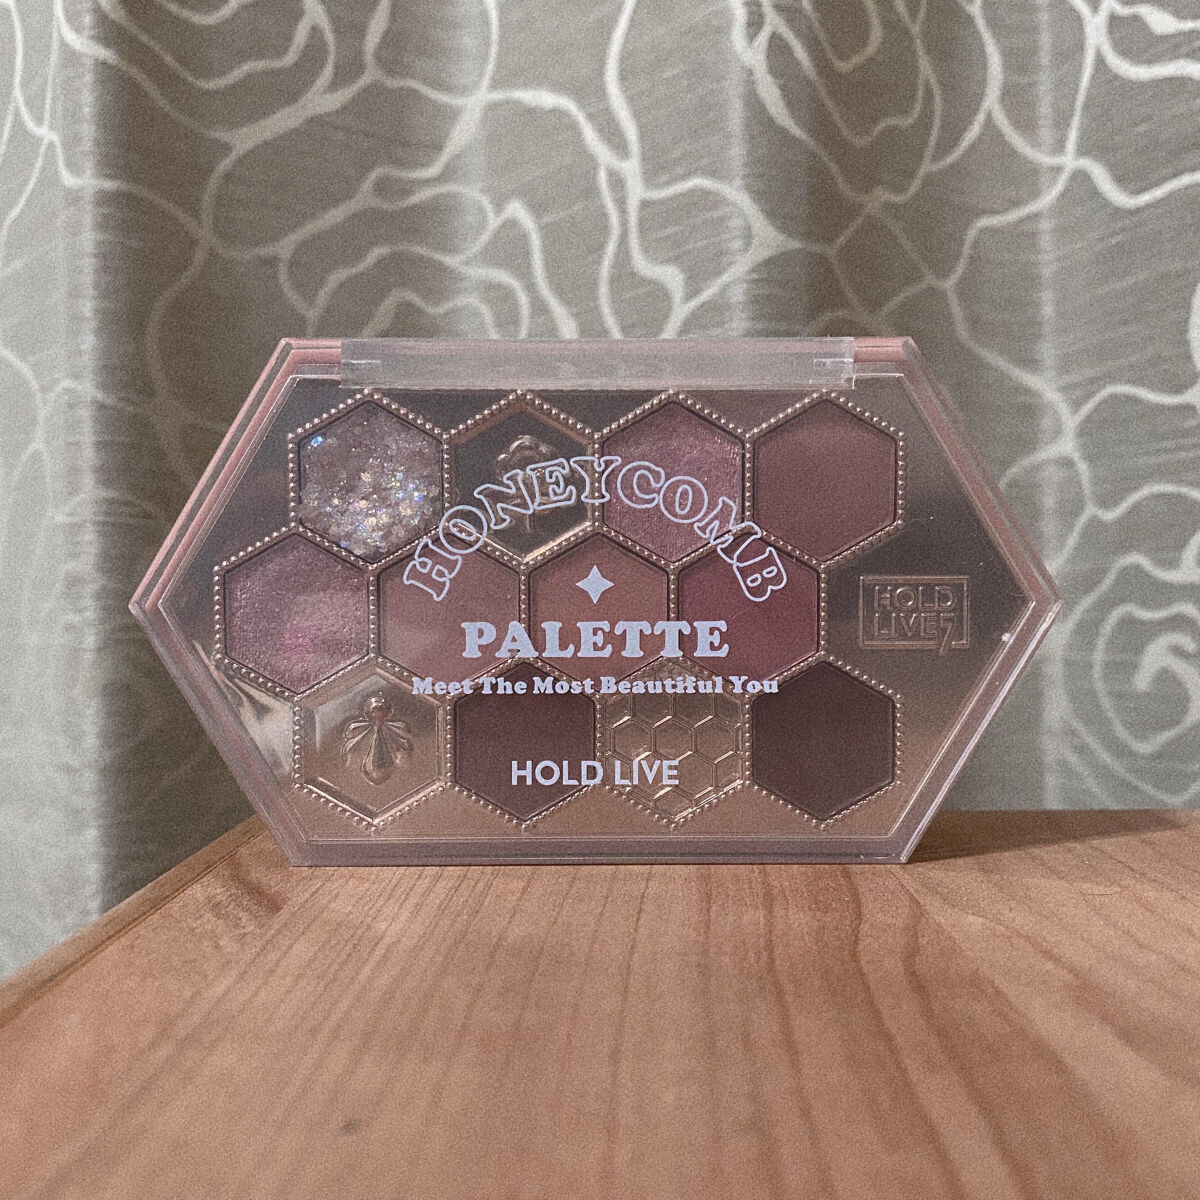 HONEYCOMB
PALETTE
Meet The Most Beautiful You
HOLD LIVE
HOLD
LIVE